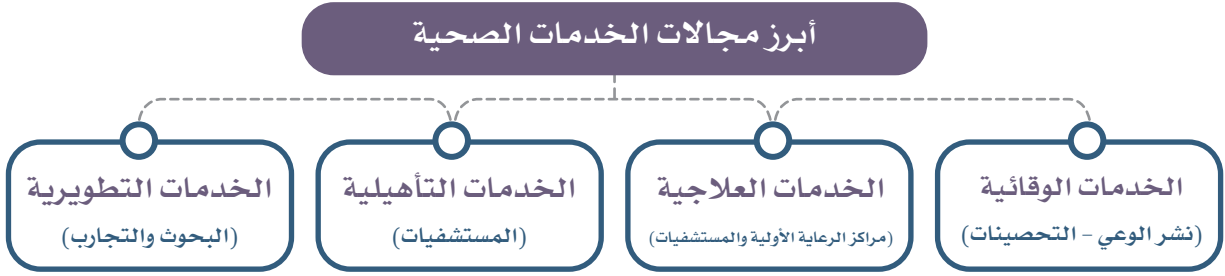 أبرز مجالات الخدمات الصحية
الخدمات الوقائية
(نشر الوعي – التحصينات)
الخدمات العلاجية
(مراكز الرعاية الأولية والمستشفيات)
الخدمات التأهيلية
(المستشفيات)
الخدمات التطويرية
(البحوث والتجارب)